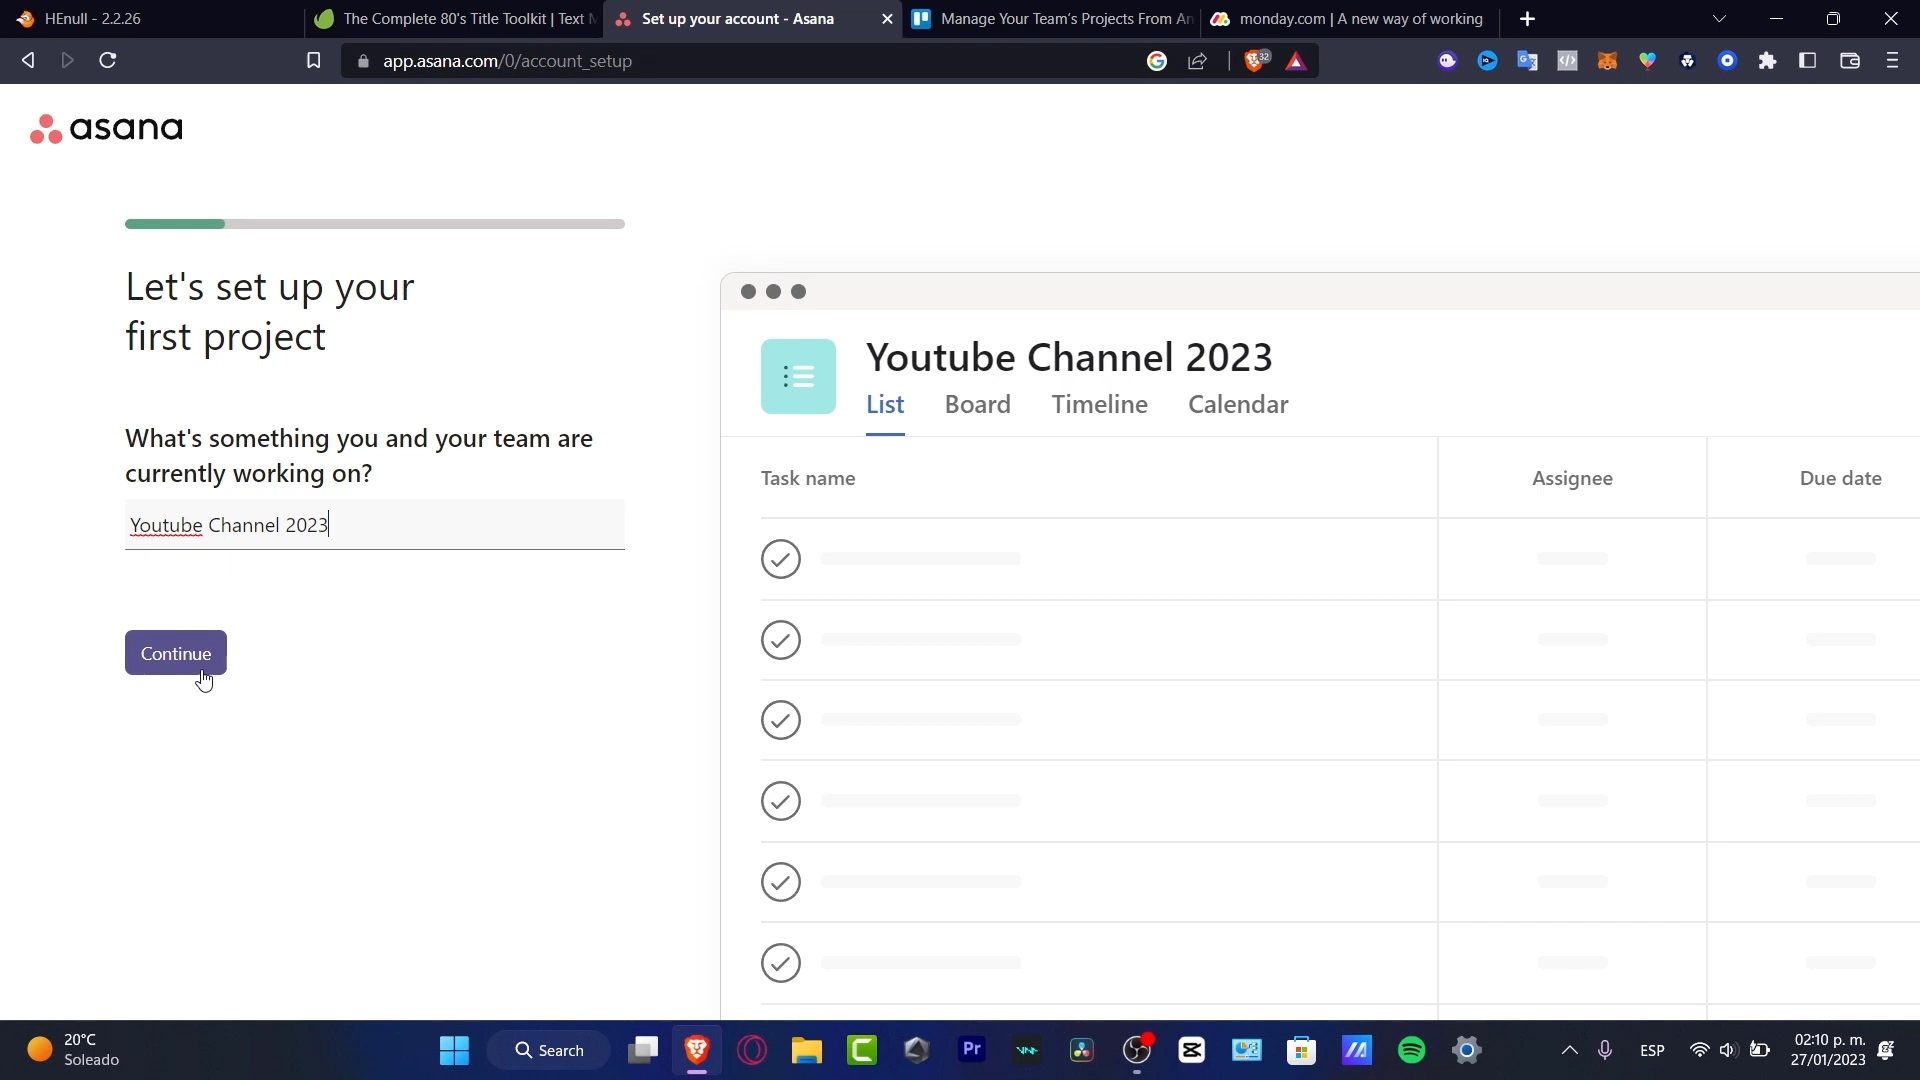 HEnull - 2.2.26
The Complete 80's Title Toolkit | Text M
Set up your account - Asana
Manage Your Team's Projects From An
monday.com | A new way of working
app.asana.com/0/account_setup
32
asana
Let's set up your
first project
What's something you and your team are
currently working on?
Youtube Channel 2023
Continue
Youtube Channel 2023
List
Board
Timeline
Calendar
Task name
Assignee
Due date
20°C
Soleado
Search
Pr
ESP
02:10 p. m.
27/01/2023